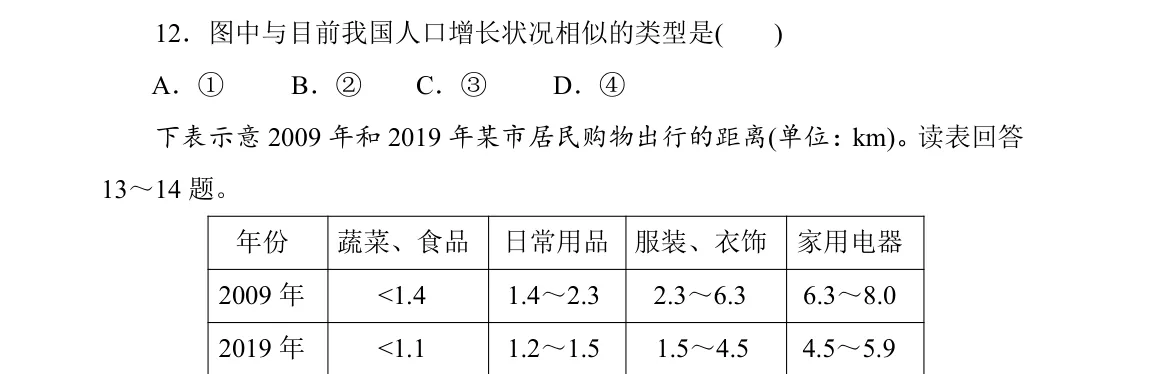 12．图中与目前我国人口增长状况相似的类型是(　　)
A．①　　B．②　　C．③　　D．④
下表示意 2009 年和 2019 年某市居民购物出行的距离(单位：km)。读表回答
13～14 题。
年份　蔬菜、食品　日常用品　服装、衣饰　家用电器
2009 年　<1.4　1.4～2.3　2.3～6.3　6.3～8.0
2019 年　<1.1　1.2～1.5　1.5～4.5　4.5～5.9